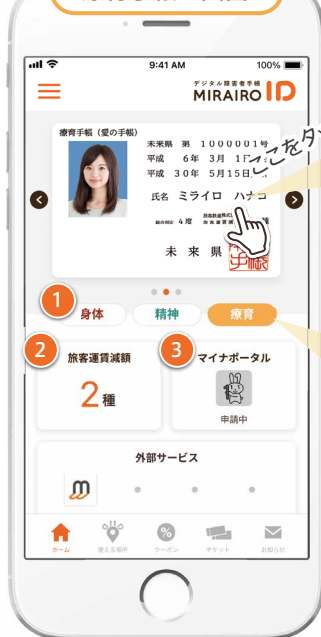 9:41 AM
100%
デジタル障害者手帳
MIRAIRO ID
療育手帳（愛の手帳）
未来県 第 1000001号
平成 6年 3月 1
平成 30年 5月 15日
ここをタ
氏名 ミライロ ハナコ
総合判定 4度
未来県
1
身体
精神
療育
2
旅客運賃減額
2種
3
マイナポータル
申請中
外部サービス
ホーム
使える場所
クーポン
チケット
お知らせ